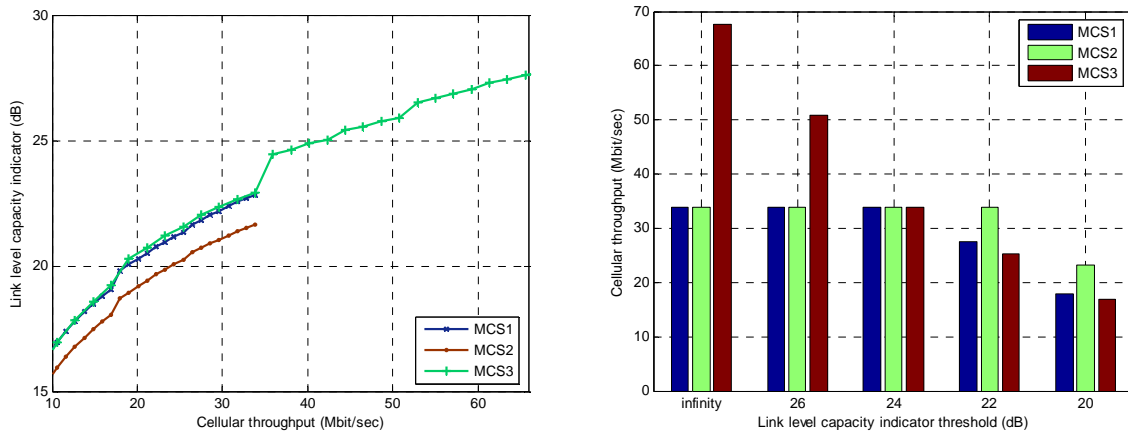 30
25
20
15
Link level capacity indicator (dB)
10
20
30
40
50
60
Cellular throughput (Mbit/sec)
MCS1
MCS2
MCS3
70
60
50
40
30
20
10
0
Cellular throughput (Mbit/sec)
infinity
26
24
22
20
Link level capacity indicator threshold (dB)
MCS1
MCS2
MCS3